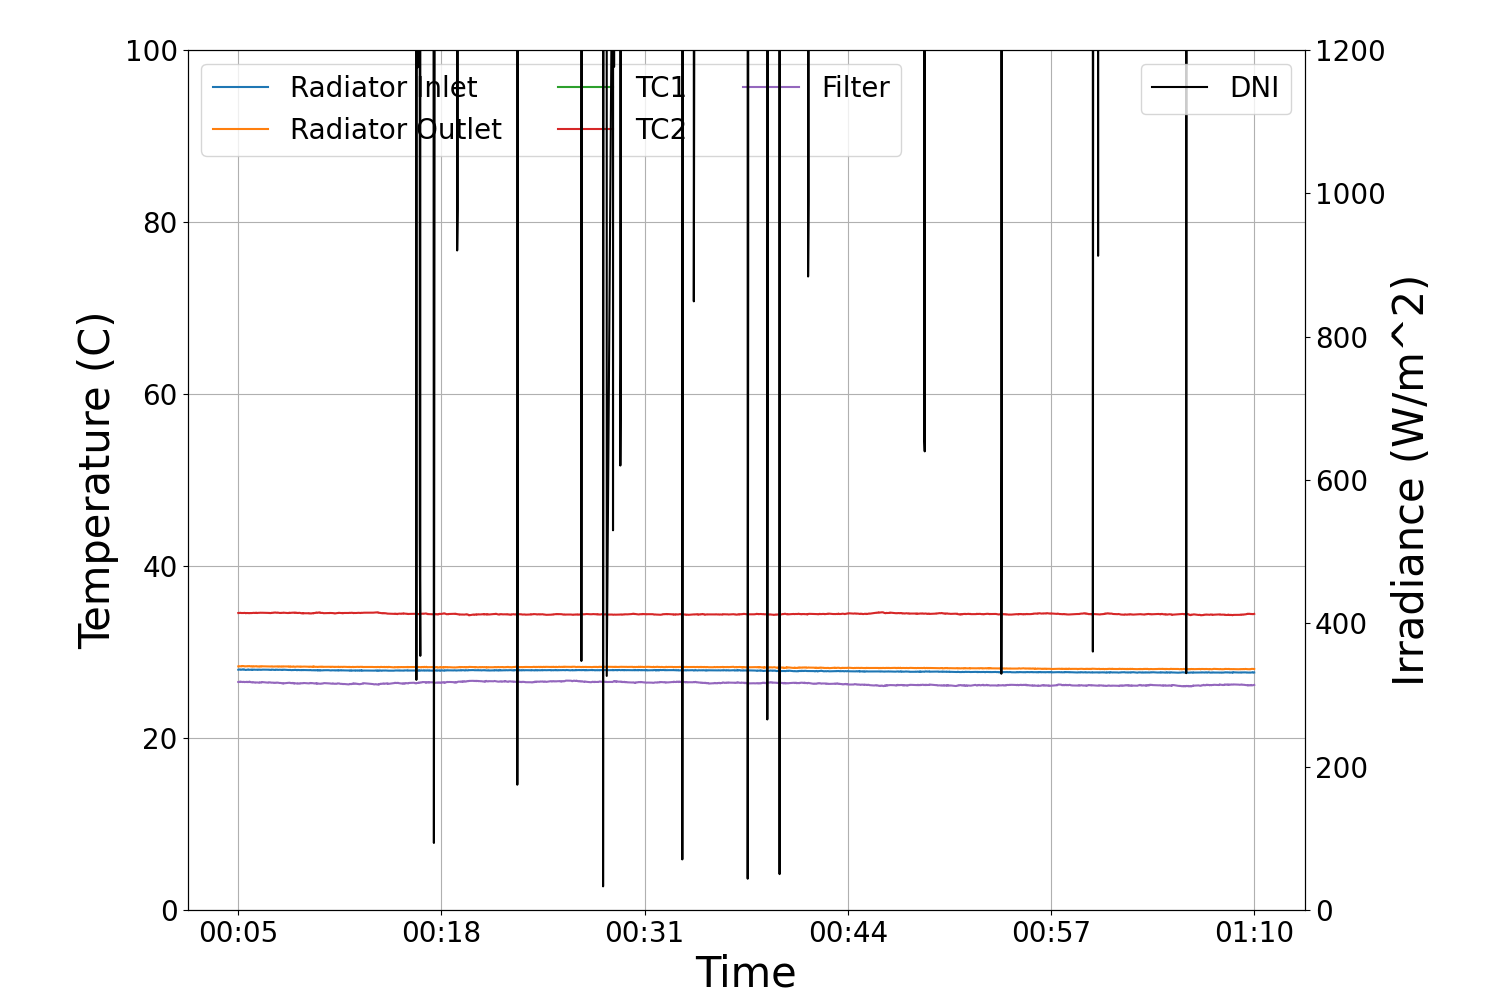 100
80
60
40
20
0
Temperature (C)
Radiator Inlet
Radiator Outlet
TC1
TC2
Filter
DNI
1200
1000
800
600
400
200
0
Irradiance (W/m^2)
00:05 00:18 00:31 00:44 00:57 01:10
Time